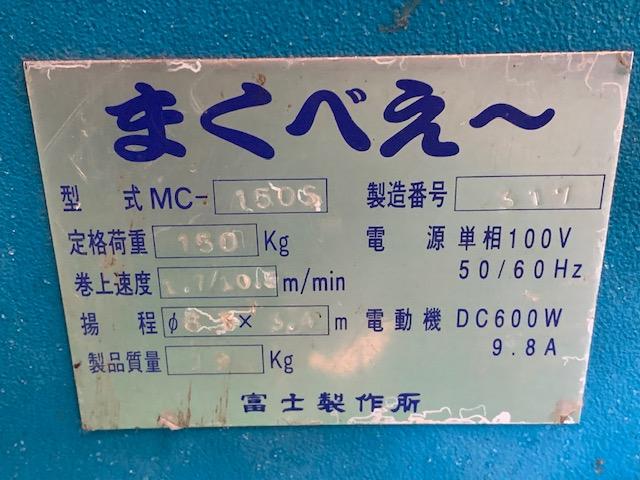 まくべえ〜
型 式 MC-150S
製造番号
定格荷重 150 Kg
電 源 単相100V
50/60Hz
巻上速度 m/min
揚 程 φ × m
電動機 DC600W
9.8A
製品質量 Kg
富士製作所